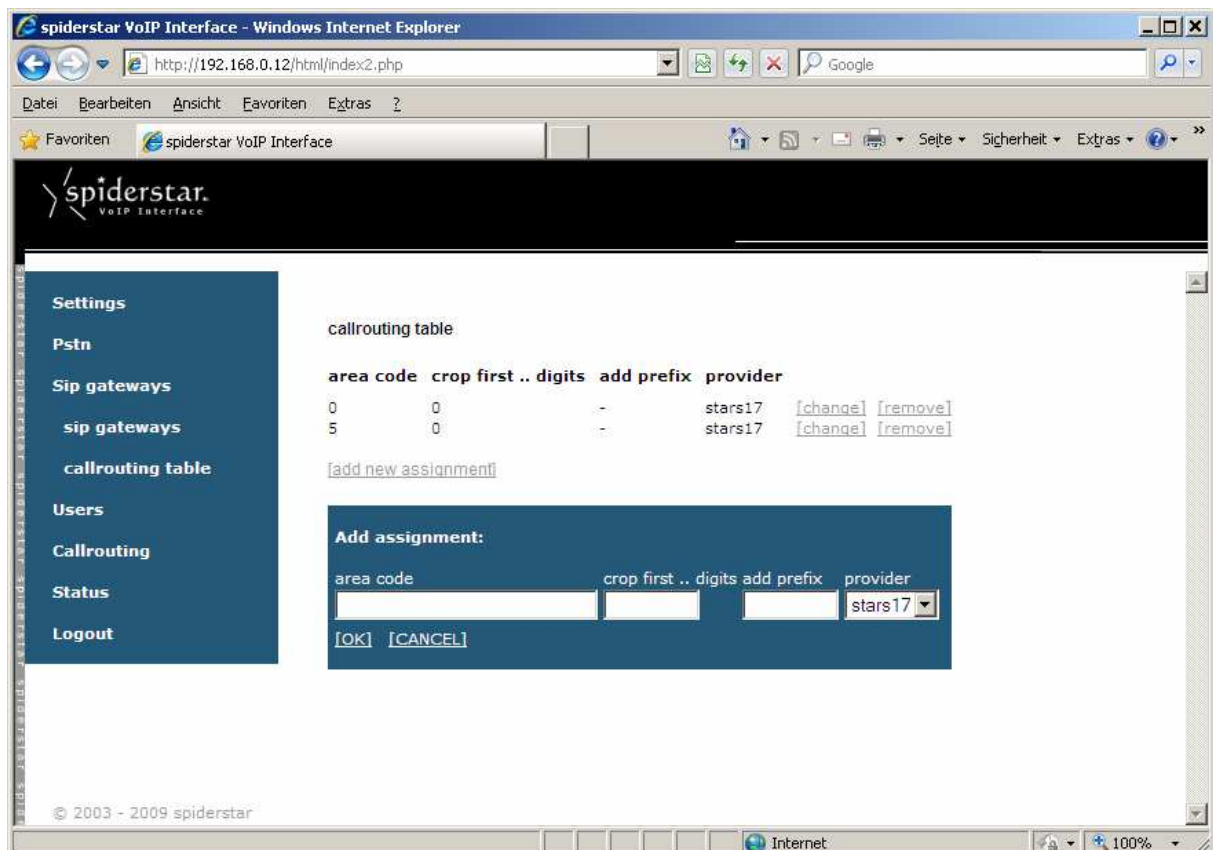 spiderstar VoIP Interface - Windows Internet Explorer
http://192.168.0.12/html/index2.php
Google
Datei Bearbeiten Ansicht Favoriten Extras ?
Favoriten spiderstar VoIP Interface Seite Sicherheit Extras
spiderstar.
VoIP Interface
Settings
Pstn
Sip gateways
sip gateways
callrouting table
Users
Callrouting
Status
Logout
callrouting table
area code crop first .. digits add prefix provider
0 0 - stars17 [change] [remove]
5 0 - stars17 [change] [remove]
[add new assignment]
Add assignment:
area code crop first .. digits add prefix provider
stars17
[OK] [CANCEL]
© 2003 - 2009 spiderstar
Internet 100%